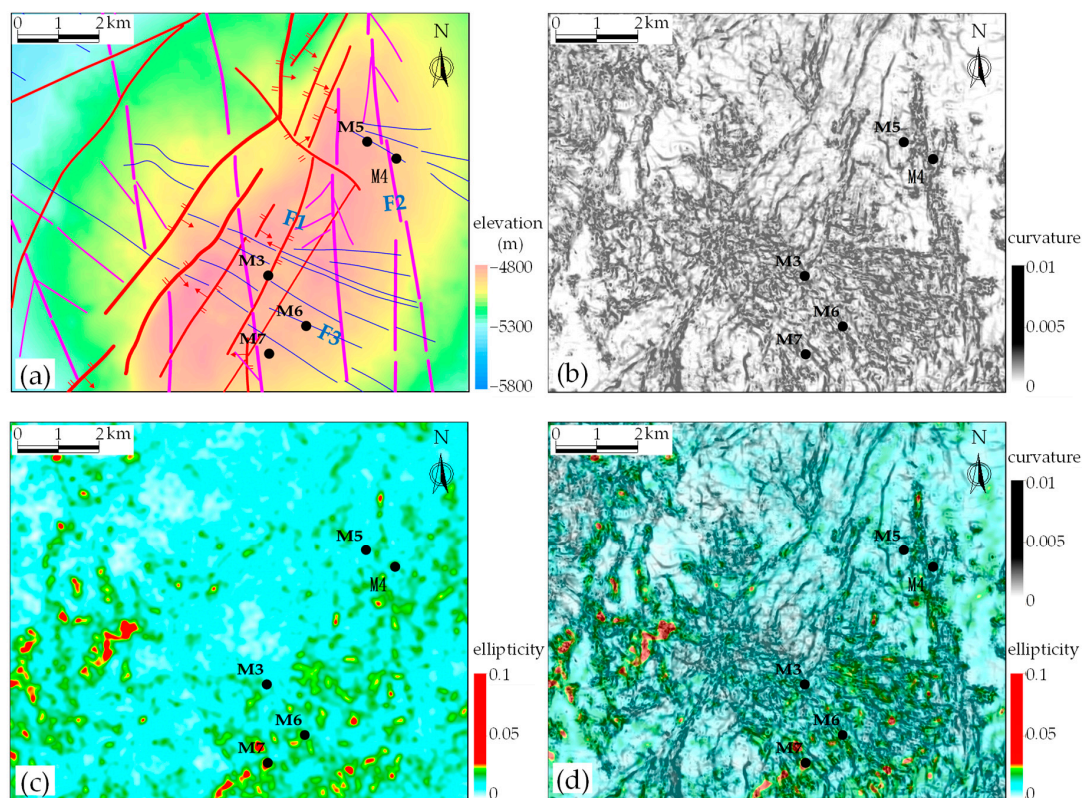 0 1 2 km
N
M5
M4
F2
F1
M3
M6
F3
M7
elevation
(m)
−4800
−5300
−5800
(a)
0 1 2 km
N
M5
M4
M3
M6
M7
curvature
0.01
0.005
0
(b)
0 1 2 km
N
M5
M4
M3
M6
M7
ellipticity
0.1
0.05
0
(c)
0 1 2 km
N
M5
M4
M3
M6
M7
curvature
0.01
0.005
0
ellipticity
0.1
0.05
0
(d)